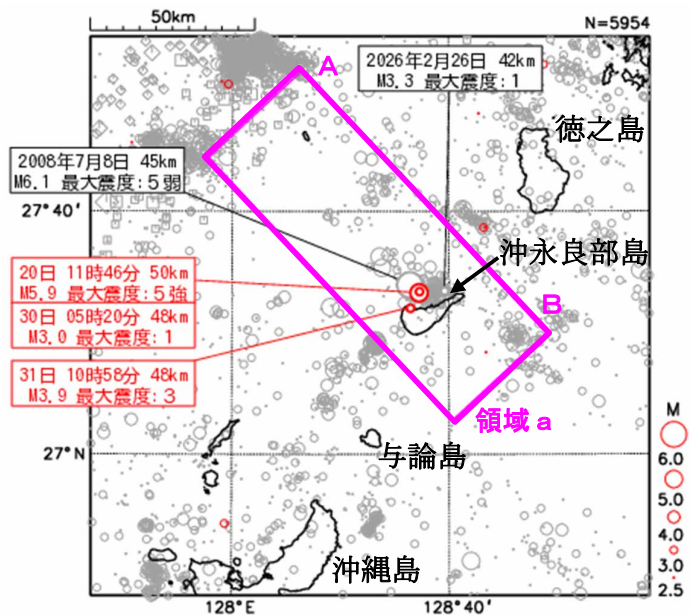 50km
N=5954
2026年2月26日 42km
M3.3 最大震度:1
A
徳之島
2008年7月8日 45km
M6.1 最大震度:5弱
27°40'
沖永良部島
20日 11時46分 50km
M5.9 最大震度:5強
30日 05時20分 48km
M3.0 最大震度:1
B
31日 10時58分 48km
M3.9 最大震度:3
領域a
M
27°N
与論島
6.0
5.0
4.0
3.0
2.5
沖縄島
128°E
128°40'